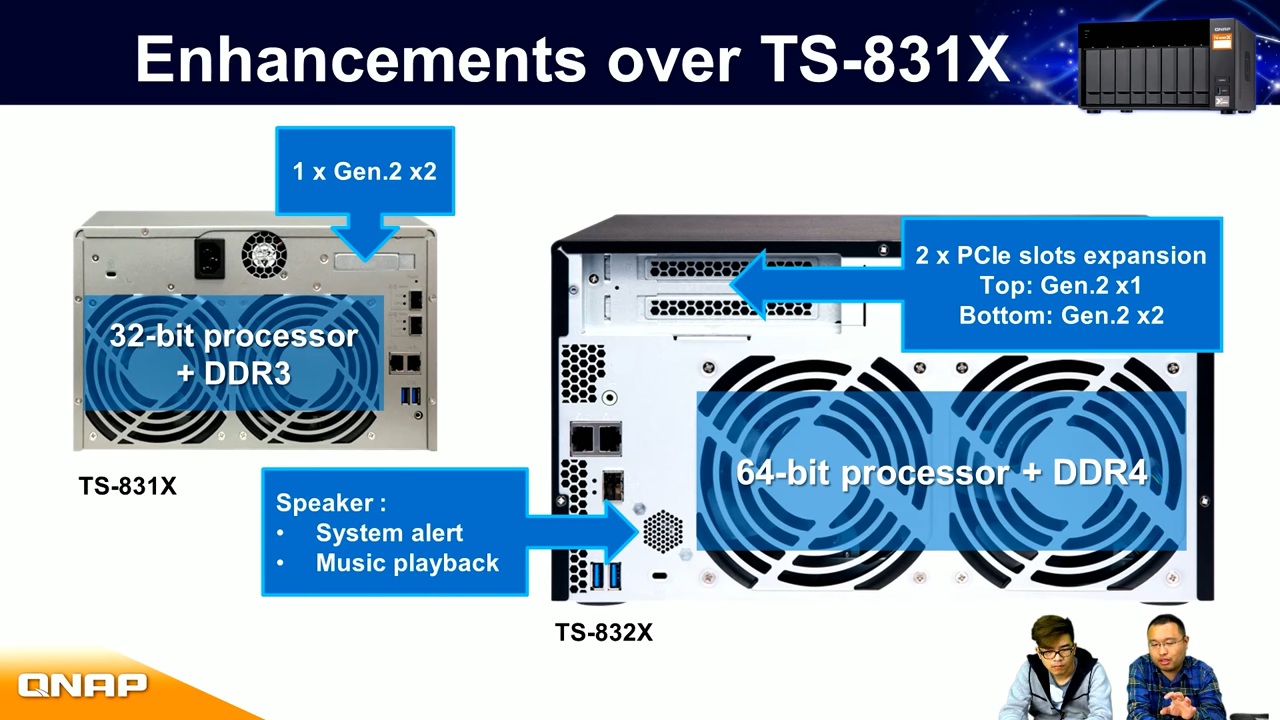 Enhancements over TS-831X
1 x Gen.2 x2
2 x PCIe slots expansion
Top: Gen.2 x1
Bottom: Gen.2 x2
32-bit processor
+ DDR3
64-bit processor + DDR4
TS-831X
Speaker :
• System alert
• Music playback
TS-832X
QNAP